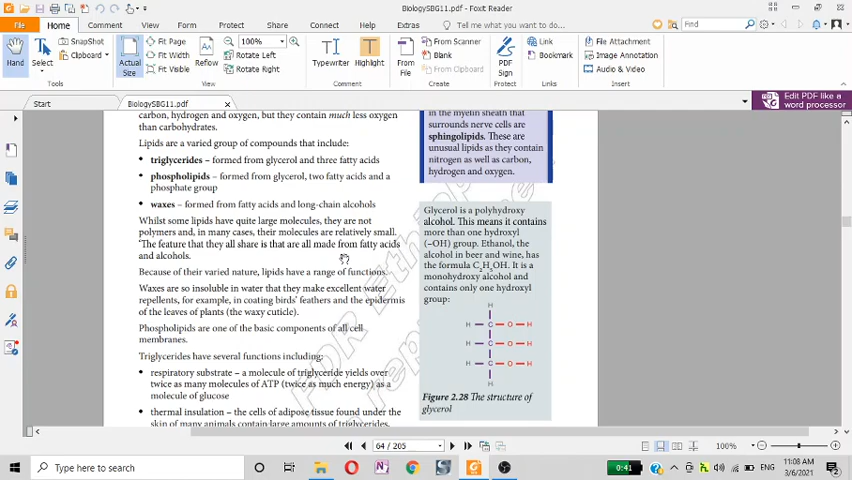 BiologySBG11.pdf - Foxit Reader
File Home Comment View Form Protect Share Connect Help Extras Tell me what you want to do... Find
Hand
Select
SnapShot
Clipboard
Actual Size
Fit Page
Fit Width
Fit Visible
Reflow
100%
Rotate Left
Rotate Right
Typewriter
Highlight
From File
From Scanner
Blank
From Clipboard
PDF Sign
Link
Bookmark
File Attachment
Image Annotation
Audio & Video
Tools View Comment Create Protect Links Insert
Start BiologySBG11.pdf
Edit PDF like a
word processor
carbon, hydrogen and oxygen, but they contain much less oxygen
than carbohydrates.
Lipids are a varied group of compounds that include:
• triglycerides – formed from glycerol and three fatty acids
• phospholipids – formed from glycerol, two fatty acids and a
phosphate group
• waxes – formed from fatty acids and long-chain alcohols
Whilst some lipids have quite large molecules, they are not
polymers and, in many cases, their molecules are relatively small.
The feature that they all share is that are all made from fatty acids
and alcohols.
Because of their varied nature, lipids have a range of functions.
Waxes are so insoluble in water that they make excellent water
repellents, for example, in coating birds' feathers and the epidermis
of the leaves of plants (the waxy cuticle).
Phospholipids are one of the basic components of all cell
membranes.
Triglycerides have several functions including:
• respiratory substrate – a molecule of triglyceride yields over
twice as many molecules of ATP (twice as much energy) as a
molecule of glucose
• thermal insulation – the cells of adipose tissue found under the
skin of many animals contain large amounts of triglycerides,
in the myelin sheath that
surrounds nerve cells are
sphingolipids. These are
unusual lipids as they contain
nitrogen as well as carbon,
hydrogen and oxygen.
Glycerol is a polyhydroxy
alcohol. This means it contains
more than one hydroxyl
(–OH) group. Ethanol, the
alcohol in beer and wine, has
the formula C2H5OH. It is a
monohydroxy alcohol and
contains only one hydroxyl
group:
H
H C O H
H C O H
H C O H
H
Figure 2.28 The structure of
glycerol
64 / 205
100%
Type here to search
0:41
ENG
11:08 AM
3/6/2021
2